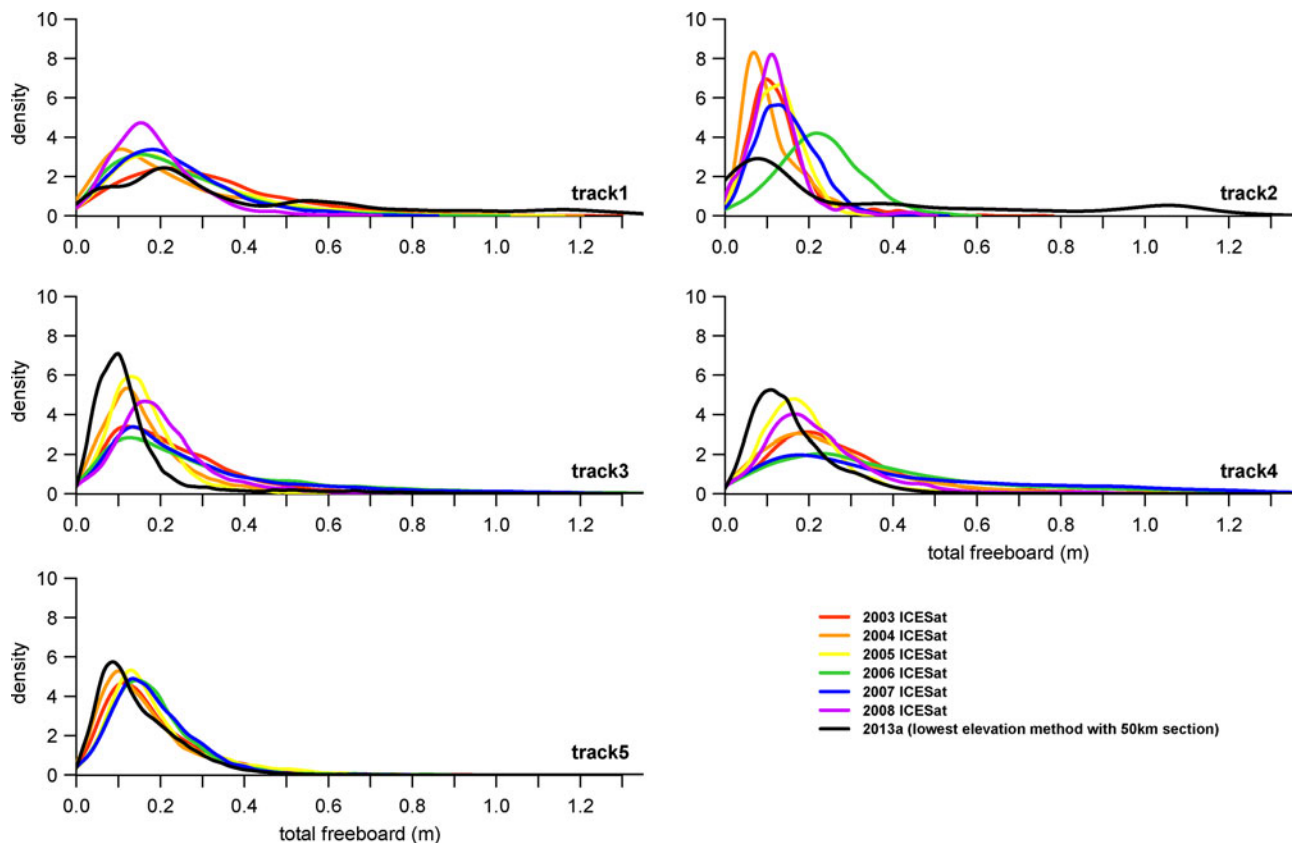 10
8
6
4
2
0
density
track1
0.0 0.2 0.4 0.6 0.8 1.0 1.2
10
8
6
4
2
0
track2
0.0 0.2 0.4 0.6 0.8 1.0 1.2
10
8
6
4
2
0
density
track3
0.0 0.2 0.4 0.6 0.8 1.0 1.2
10
8
6
4
2
0
track4
0.0 0.2 0.4 0.6 0.8 1.0 1.2
total freeboard (m)
10
8
6
4
2
0
density
track5
0.0 0.2 0.4 0.6 0.8 1.0 1.2
total freeboard (m)
2003 ICESat
2004 ICESat
2005 ICESat
2006 ICESat
2007 ICESat
2008 ICESat
2013a (lowest elevation method with 50km section)